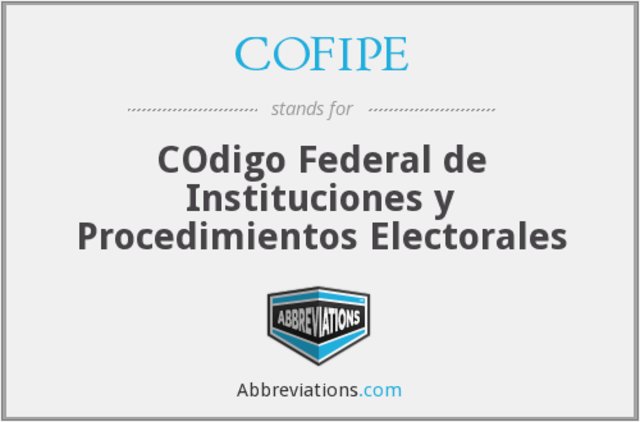 COFIPE
stands for
COdigo Federal de
Instituciones y
Procedimientos Electorales
ABBREVIATIONS
Abbreviations.com